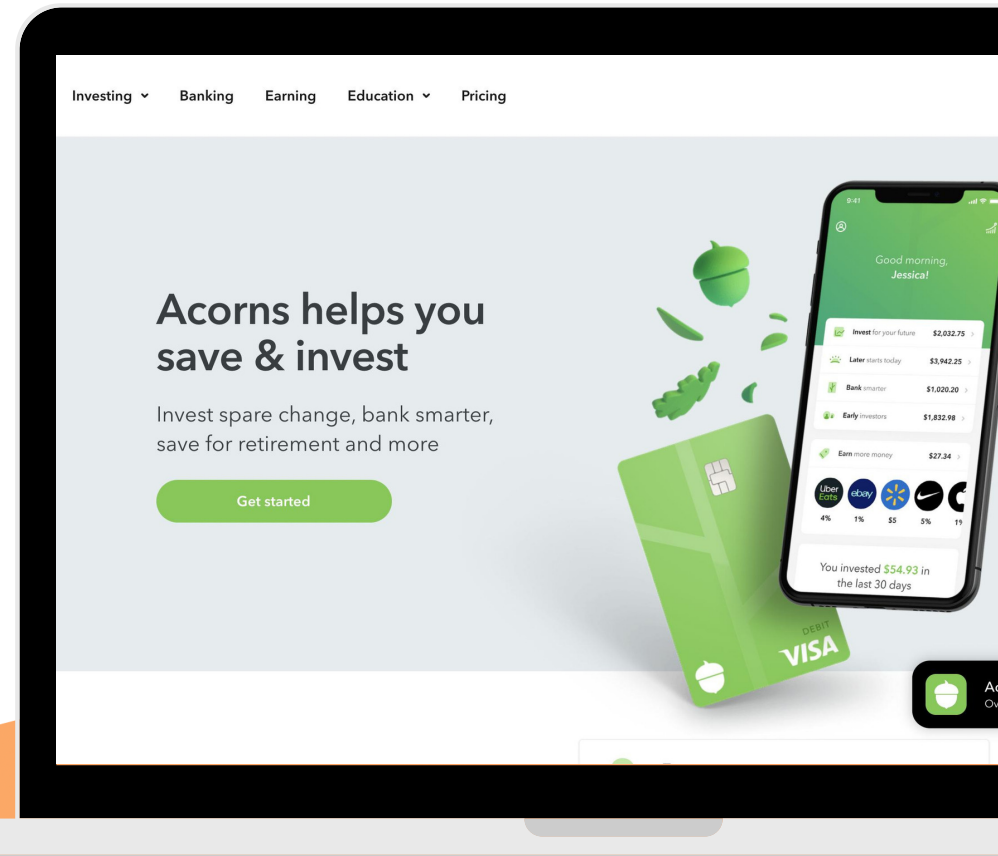 Investing Banking Earning Education Pricing
Acorns helps you
save & invest
Invest spare change, bank smarter,
save for retirement and more
Get started
9:41
Good morning,
Jessica!
Invest for your future $2,032.75
Later starts today $3,942.25
Bank smarter $1,020.20
Early investors $1,832.98
Earn more money $27.34
Uber
Eats
ebay
4% 1% $5 5%
You invested $54.93 in
the last 30 days
DEBIT
VISA